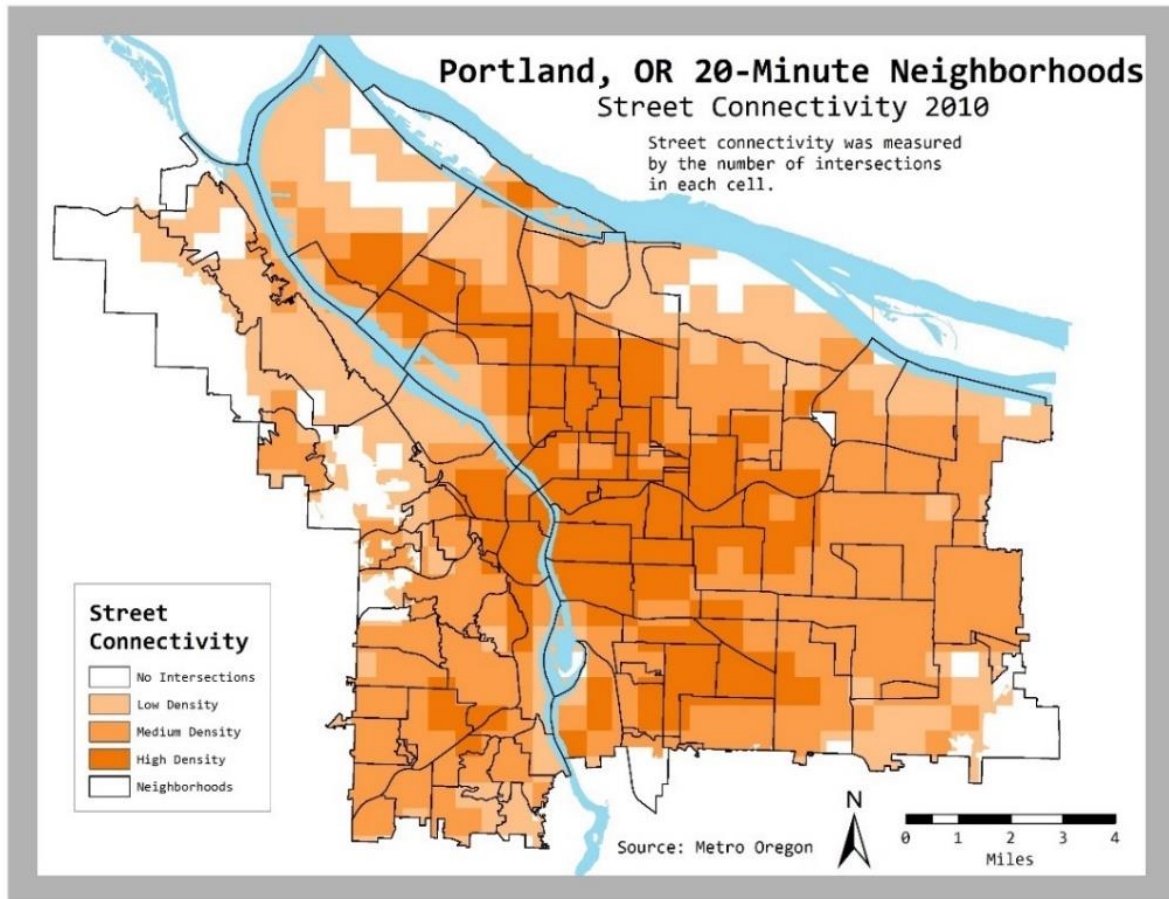 Portland, OR 20-Minute Neighborhoods
Street Connectivity 2010
Street connectivity was measured
by the number of intersections
in each cell.
Street
Connectivity
No Intersections
Low Density
Medium Density
High Density
Neighborhoods
Source: Metro Oregon
N
0 1 2 3 4
Miles